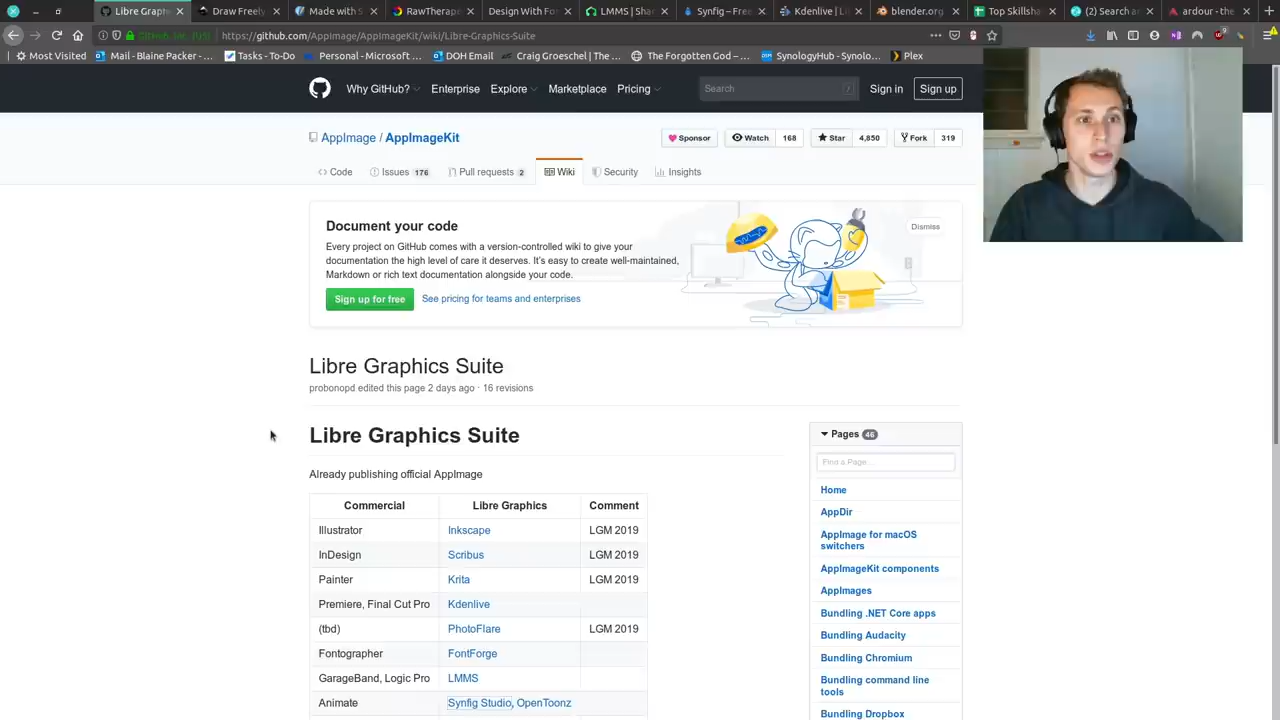 Libre Graphic
Draw Freely
Made with S
RawTherape
Design With Fo
LMMS | Shar
Synfig – Free
Kdenlive | Lib
blender.org
Top Skillsha
(2) Search ar
ardour - the
GitHub, Inc. (US)
https://github.com/AppImage/AppImageKit/wiki/Libre-Graphics-Suite
Most Visited
Mail - Blaine Packer -…
Tasks - To-Do
Personal - Microsoft …
DOH Email
Craig Groeschel | The …
The Forgotten God –…
SynologyHub - Synolo…
Plex
Why GitHub?
Enterprise
Explore
Marketplace
Pricing
Search
/
Sign in
Sign up
AppImage / AppImageKit
Sponsor
Watch 168
Star 4,850
Fork 319
Code
Issues 176
Pull requests 2
Wiki
Security
Insights
Document your code
Dismiss
Every project on GitHub comes with a version-controlled wiki to give your
documentation the high level of care it deserves. It's easy to create well-maintained,
Markdown or rich text documentation alongside your code.
Sign up for free
See pricing for teams and enterprises
Libre Graphics Suite
probonopd edited this page 2 days ago · 16 revisions
Libre Graphics Suite
Already publishing official AppImage
Commercial Libre Graphics Comment
Illustrator Inkscape LGM 2019
InDesign Scribus LGM 2019
Painter Krita LGM 2019
Premiere, Final Cut Pro Kdenlive
(tbd) PhotoFlare LGM 2019
Fontographer FontForge
GarageBand, Logic Pro LMMS
Animate Synfig Studio, OpenToonz
Pages 46
Find a Page…
Home
AppDir
AppImage for macOS
switchers
AppImageKit components
AppImages
Bundling .NET Core apps
Bundling Audacity
Bundling Chromium
Bundling command line
tools
Bundling Dropbox